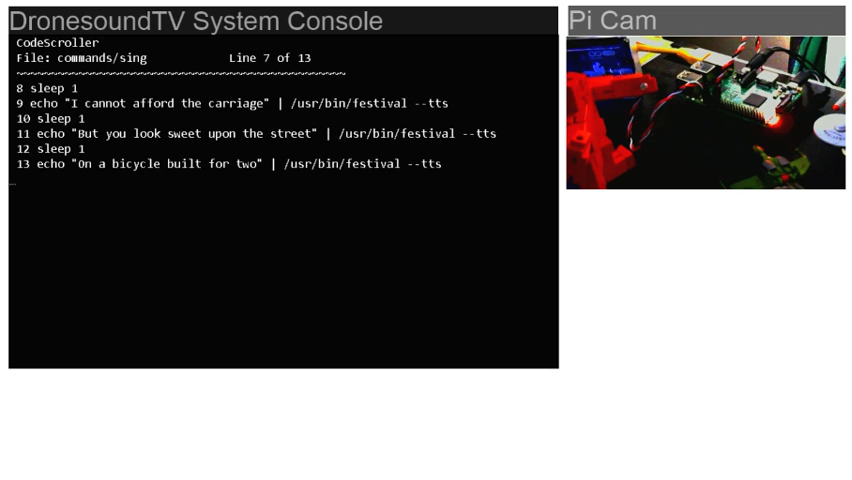 DronesoundTV System Console
Pi Cam
CodeScroller
File: commands/sing Line 7 of 13
~~~~~~~~~~~~~~~~~~~~~~~~~~~~~~~~~~~~~~~~~~~~~~~~
8 sleep 1
9 echo "I cannot afford the carriage" | /usr/bin/festival --tts
10 sleep 1
11 echo "But you look sweet upon the street" | /usr/bin/festival --tts
12 sleep 1
13 echo "On a bicycle built for two" | /usr/bin/festival --tts